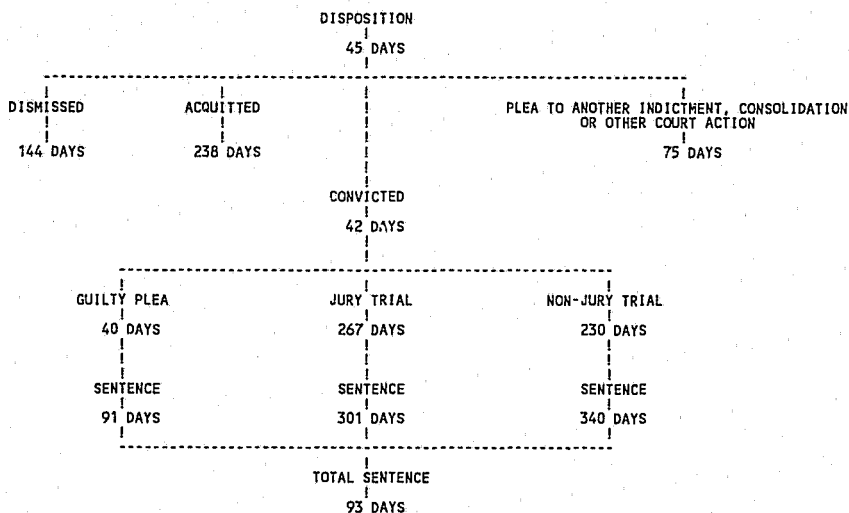 DISPOSITION
45 DAYS
DISMISSED ACQUITTED PLEA TO ANOTHER INDICTMENT, CONSOLIDATION
OR OTHER COURT ACTION
144 DAYS 238 DAYS 75 DAYS
CONVICTED
42 DAYS
GUILTY PLEA JURY TRIAL NON-JURY TRIAL
40 DAYS 267 DAYS 230 DAYS
SENTENCE SENTENCE SENTENCE
91 DAYS 301 DAYS 340 DAYS
TOTAL SENTENCE
93 DAYS